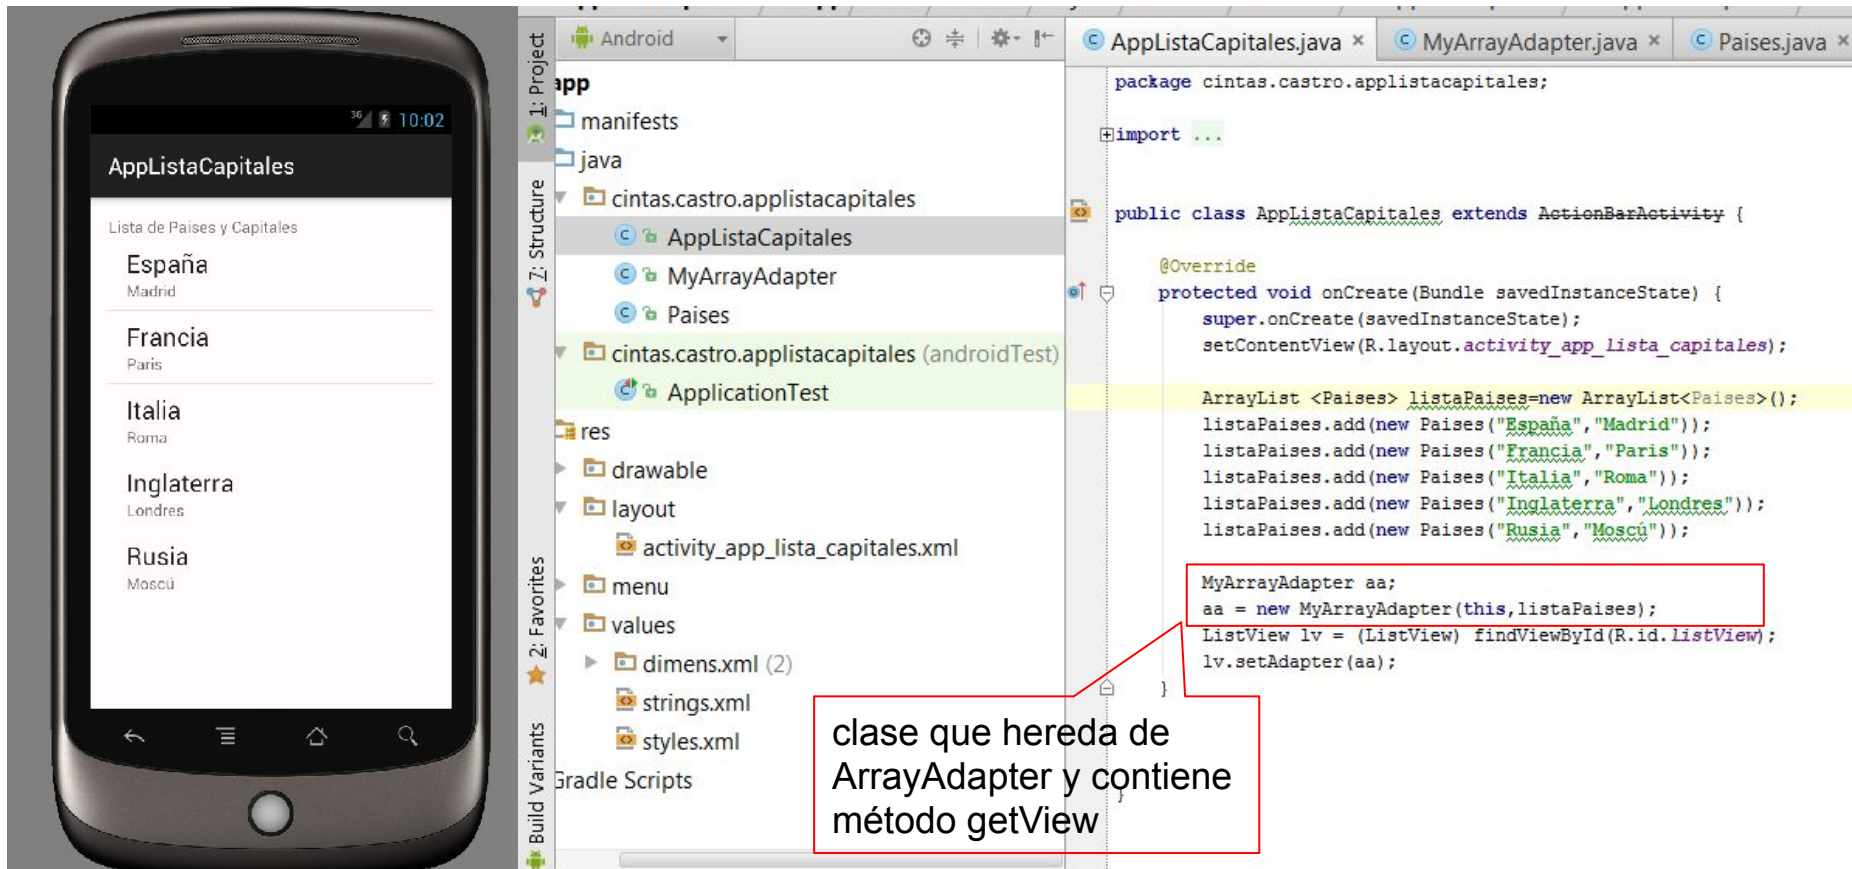 3G 10:02
AppListaCapitales
Lista de Paises y Capitales
España
Madrid
Francia
Paris
Italia
Roma
Inglaterra
Londres
Rusia
Moscú
1: Project
7: Structure
2: Favorites
Build Variants
Android
app
manifests
java
cintas.castro.applistacapitales
AppListaCapitales
MyArrayAdapter
Paises
cintas.castro.applistacapitales (androidTest)
ApplicationTest
res
drawable
layout
activity_app_lista_capitales.xml
menu
values
dimens.xml (2)
strings.xml
styles.xml
Gradle Scripts
AppListaCapitales.java × MyArrayAdapter.java × Paises.java ×
package cintas.castro.applistacapitales;
import ...
public class AppListaCapitales extends ActionBarActivity {
@Override
protected void onCreate(Bundle savedInstanceState) {
super.onCreate(savedInstanceState);
setContentView(R.layout.activity_app_lista_capitales);
ArrayList <Paises> listaPaises=new ArrayList<Paises>();
listaPaises.add(new Paises("España","Madrid"));
listaPaises.add(new Paises("Francia","Paris"));
listaPaises.add(new Paises("Italia","Roma"));
listaPaises.add(new Paises("Inglaterra","Londres"));
listaPaises.add(new Paises("Rusia","Moscú"));
MyArrayAdapter aa;
aa = new MyArrayAdapter(this,listaPaises);
ListView lv = (ListView) findViewById(R.id.listView);
lv.setAdapter(aa);
}
}
clase que hereda de
ArrayAdapter y contiene
método getView